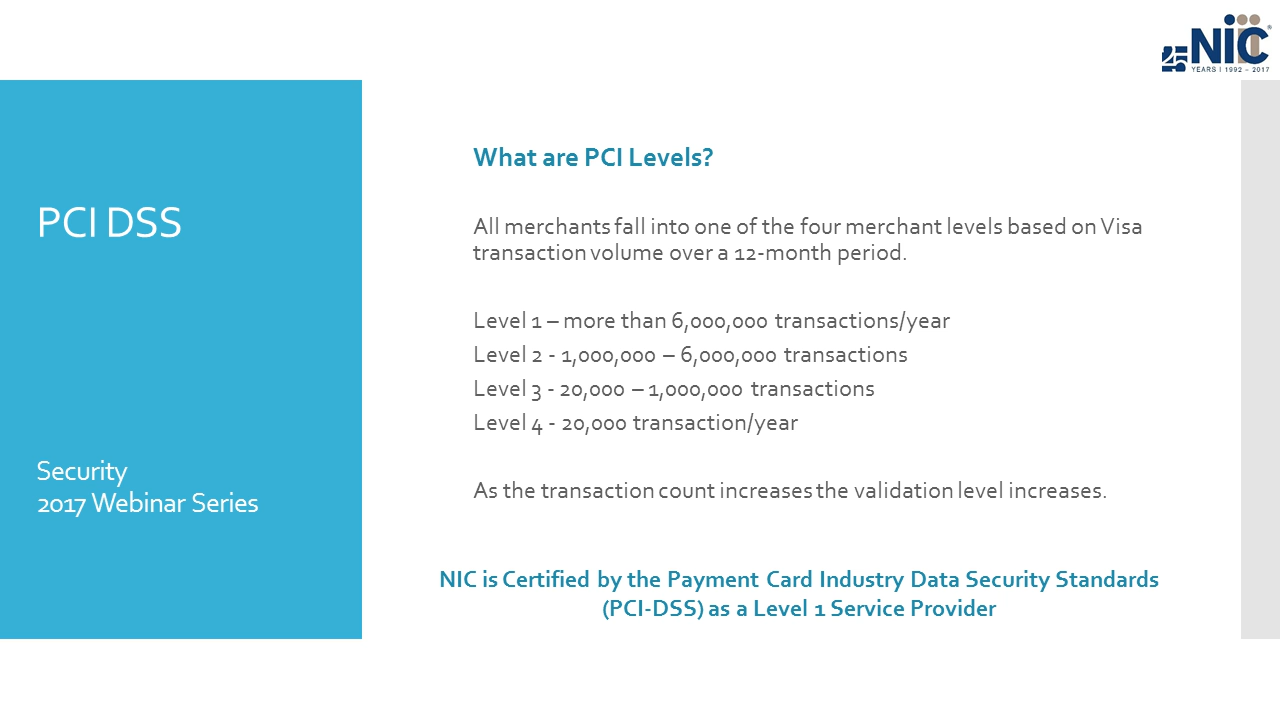 25 NIC®
YEARS | 1992 – 2017
PCI DSS
Security
2017 Webinar Series
What are PCI Levels?
All merchants fall into one of the four merchant levels based on Visa
transaction volume over a 12-month period.
Level 1 – more than 6,000,000 transactions/year
Level 2 - 1,000,000 – 6,000,000 transactions
Level 3 - 20,000 – 1,000,000 transactions
Level 4 - 20,000 transaction/year
As the transaction count increases the validation level increases.
NIC is Certified by the Payment Card Industry Data Security Standards
(PCI-DSS) as a Level 1 Service Provider